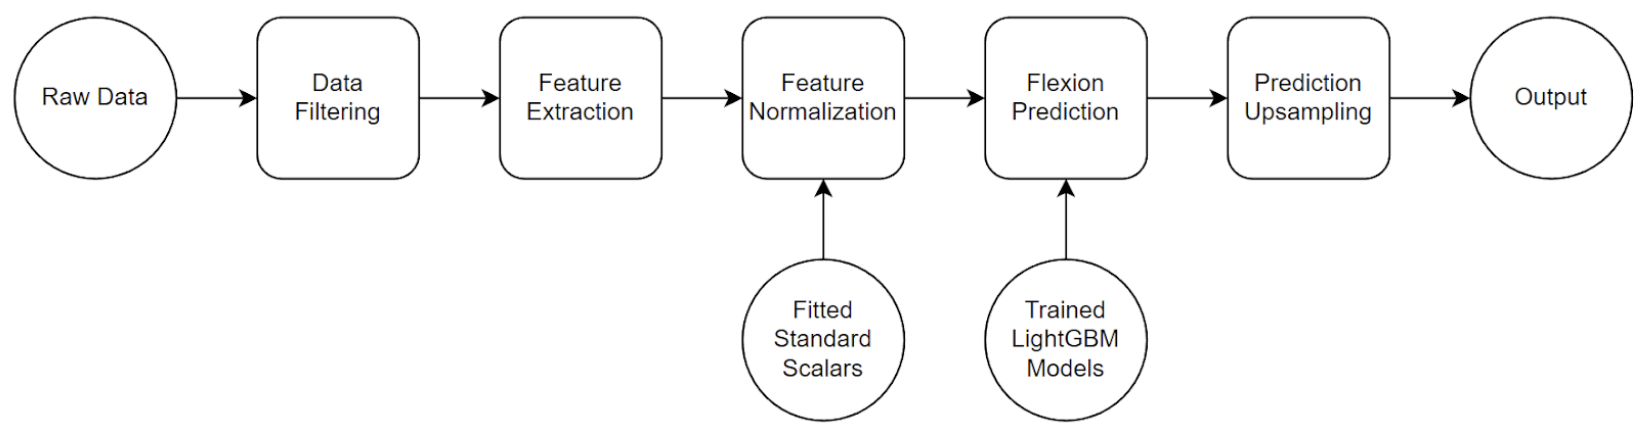 Raw Data
Data
Filtering
Feature
Extraction
Feature
Normalization
Flexion
Prediction
Prediction
Upsampling
Output
Fitted
Standard
Scalars
Trained
LightGBM
Models